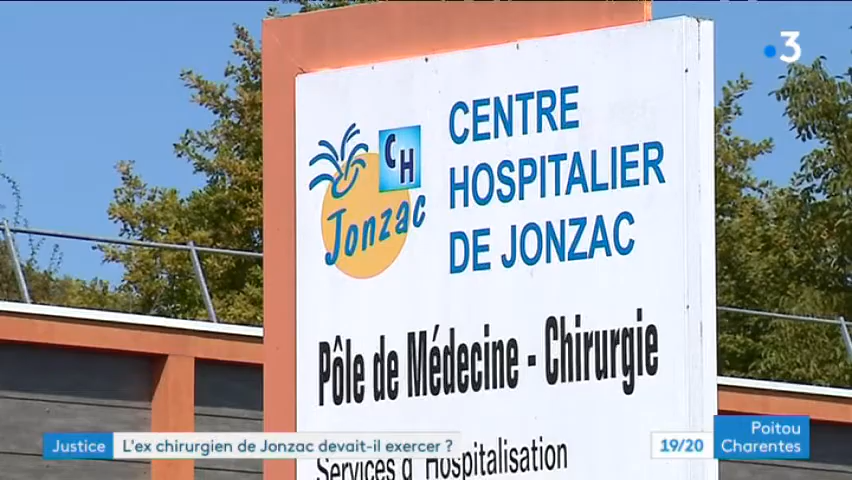 3
CH
Jonzac
CENTRE
HOSPITALIER
DE JONZAC
Pôle de Médecine - Chirurgie
Services d'Hospitalisation
Justice L'ex chirurgien de Jonzac devait-il exercer ?
19/20 Poitou
Charentes